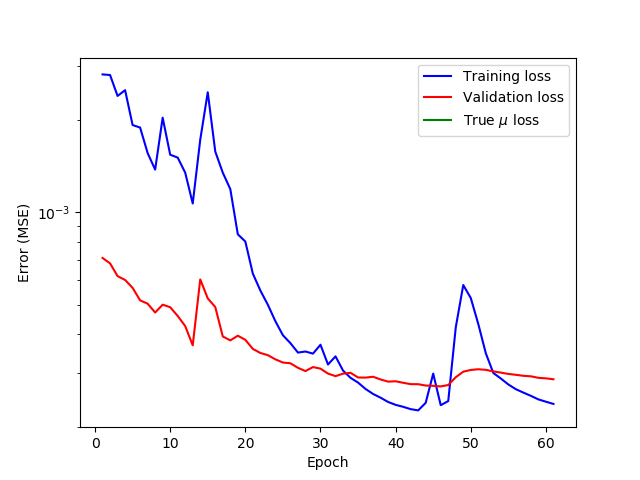 Training loss
Validation loss
True μ loss
Error (MSE)
10⁻³
0 10 20 30 40 50 60
Epoch